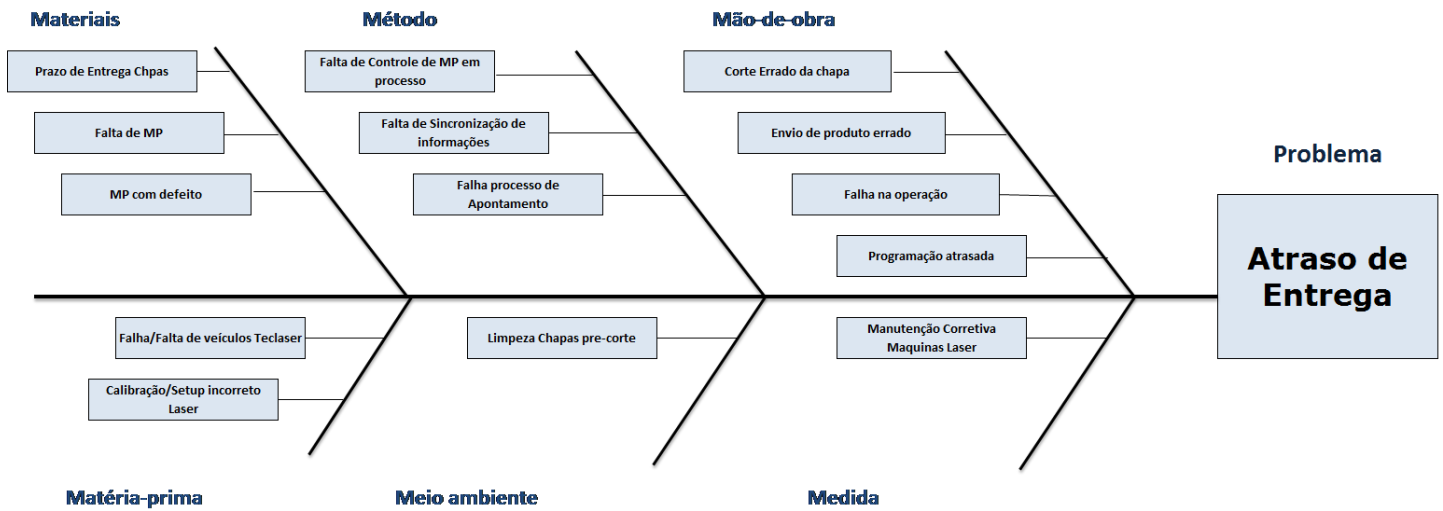 Materiais
Método
Mão-de-obra
Prazo de Entrega Chpas
Falta de MP
MP com defeito
Falta de Controle de MP em
processo
Falta de Sincronização de
informações
Falha processo de
Apontamento
Corte Errado da chapa
Envio de produto errado
Falha na operação
Programação atrasada
Problema
Atraso de
Entrega
Falha/Falta de veículos Teclaser
Calibração/Setup incorreto
Laser
Limpeza Chapas pre-corte
Manutenção Corretiva
Maquinas Laser
Matéria-prima
Meio ambiente
Medida